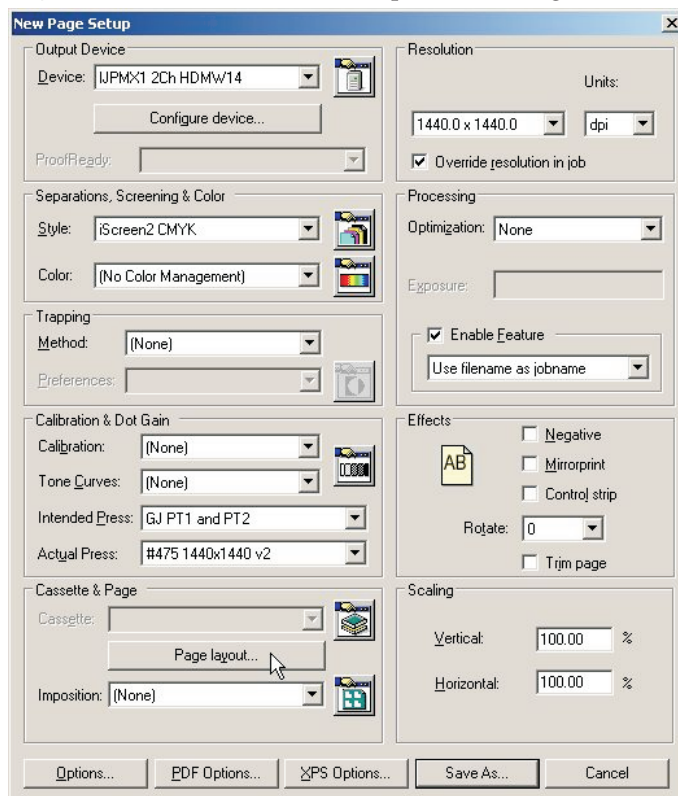 New Page Setup
Output Device
Device: IJPMX1 2Ch HDMW14
Configure device...
ProofReady:
Resolution
Units:
1440.0 x 1440.0 dpi
Override resolution in job
Separations, Screening & Color
Style: iScreen2 CMYK
Color: (No Color Management)
Processing
Optimization: None
Exposure:
Enable Feature
Use filename as jobname
Trapping
Method: (None)
Preferences:
Calibration & Dot Gain
Calibration: (None)
Tone Curves: (None)
Intended Press: GJ PT1 and PT2
Actual Press: #475 1440x1440 v2
Effects
AB
Negative
Mirrorprint
Control strip
Rotate: 0
Trim page
Cassette & Page
Cassette:
Page layout...
Imposition: (None)
Scaling
Vertical: 100.00 %
Horizontal: 100.00 %
Options... PDF Options... XPS Options... Save As... Cancel